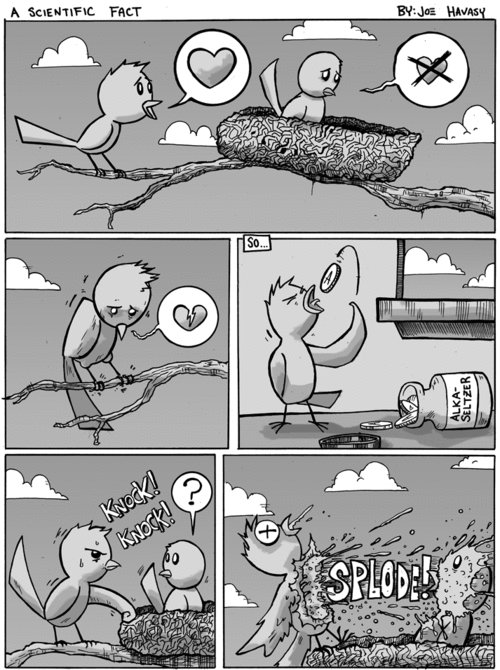 A SCIENTIFIC FACT
BY: JOE HAVASY
SO...
A
ALKA-
SELTZER
KNOCK!
KNOCK!
?
SPLODE!